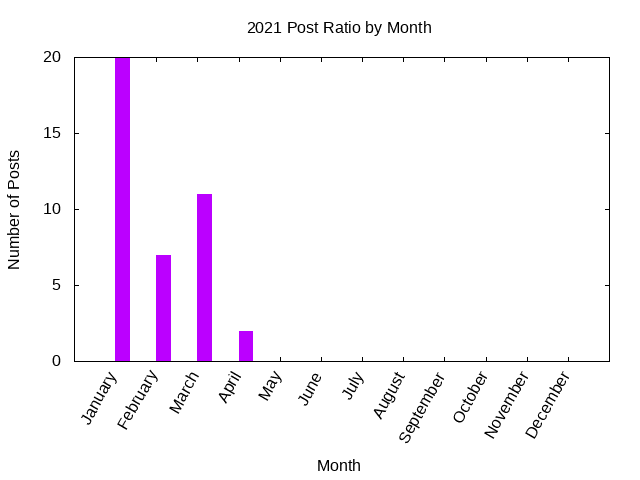 2021 Post Ratio by Month
20
15
10
5
0
Number of Posts
January
February
March
April
May
June
July
August
September
October
November
December
Month